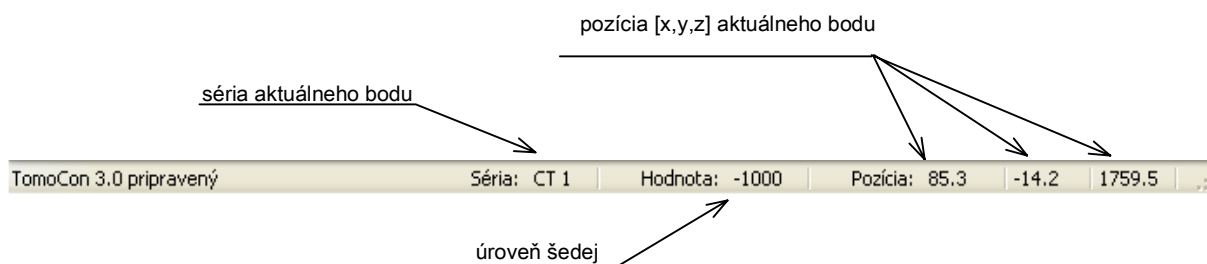 pozícia [x,y,z] aktuálneho bodu
séria aktuálneho bodu
TomoCon 3.0 pripravený Séria: CT 1 Hodnota: -1000 Pozícia: 85.3 -14.2 1759.5
úroveň šedej